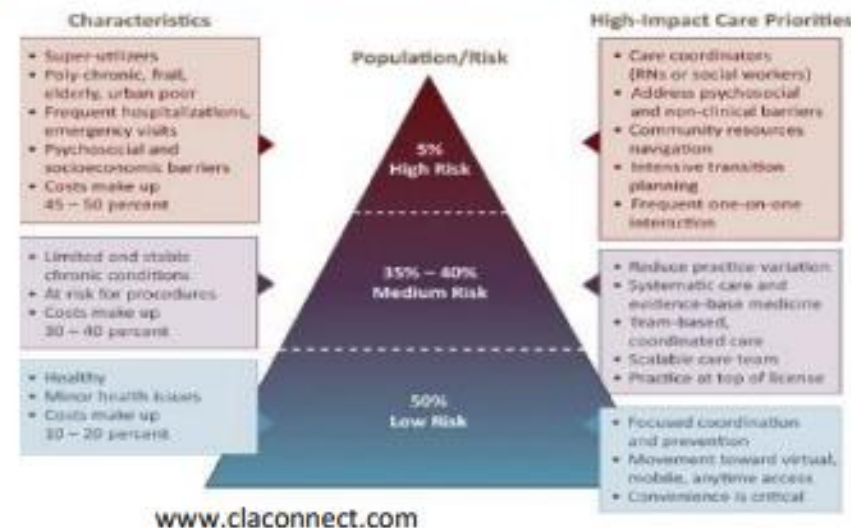 Characteristics
• Super-utilizers
• Poly-chronic, frail,
elderly, urban poor
• Frequent hospitalizations,
emergency visits
• Psychosocial and
socioeconomic barriers
• Costs make up
45 – 50 percent
• Limited and stable
chronic conditions
• At risk for procedures
• Costs make up
30 – 40 percent
• Healthy
• Minor health issues
• Costs make up
10 – 20 percent
Population/Risk
5%
High Risk
35% – 40%
Medium Risk
50%
Low Risk
High-Impact Care Priorities
• Care coordinators
(RNs or social workers)
• Address psychosocial
and non-clinical barriers
• Community resources
navigation
• Intensive transition
planning
• Frequent one-on-one
interaction
• Reduce practice variation
• Systematic care and
evidence-base medicine
• Team-based,
coordinated care
• Scalable care team
• Practice at top of license
• Focused coordination
and prevention
• Movement toward virtual,
mobile, anytime access
• Convenience is critical
www.claconnect.com